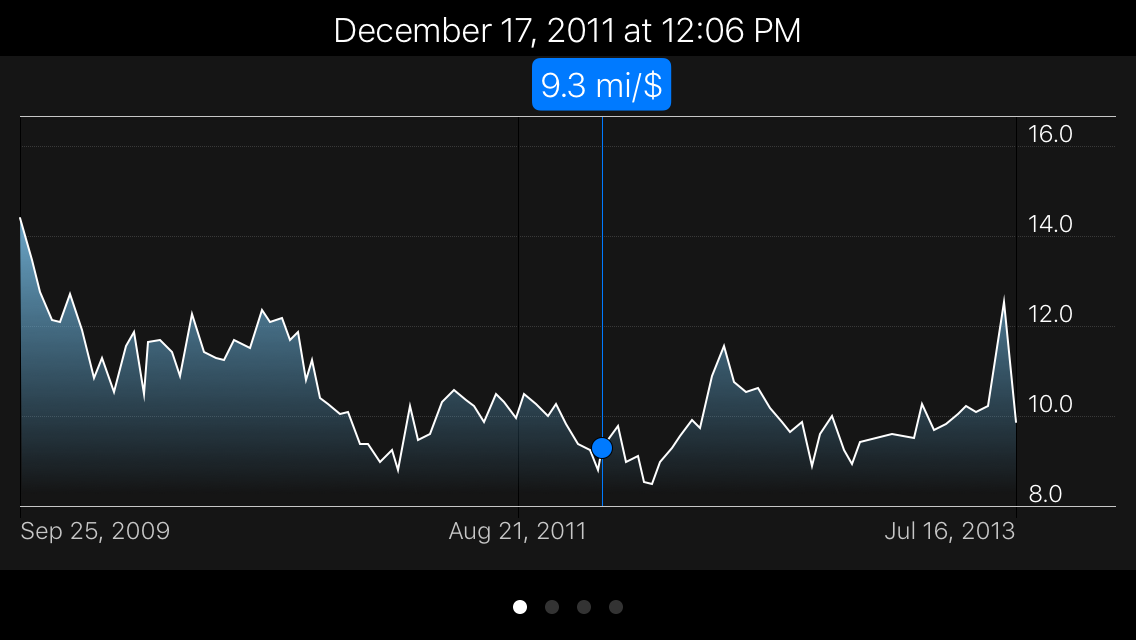 December 17, 2011 at 12:06 PM
9.3 mi/$
16.0
14.0
12.0
10.0
8.0
Sep 25, 2009 Aug 21, 2011 Jul 16, 2013